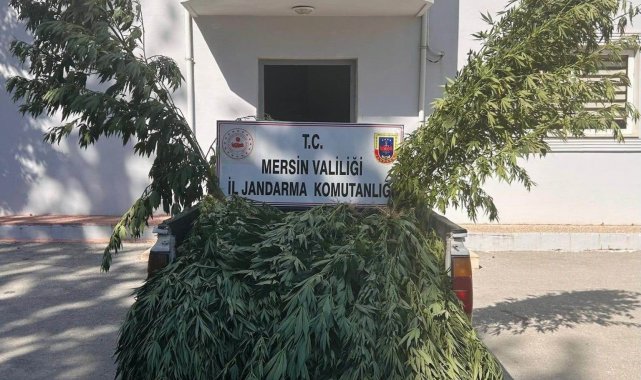 T.C.
MERSİN VALİLİĞİ
İL JANDARMA KOMUTANLIĞI